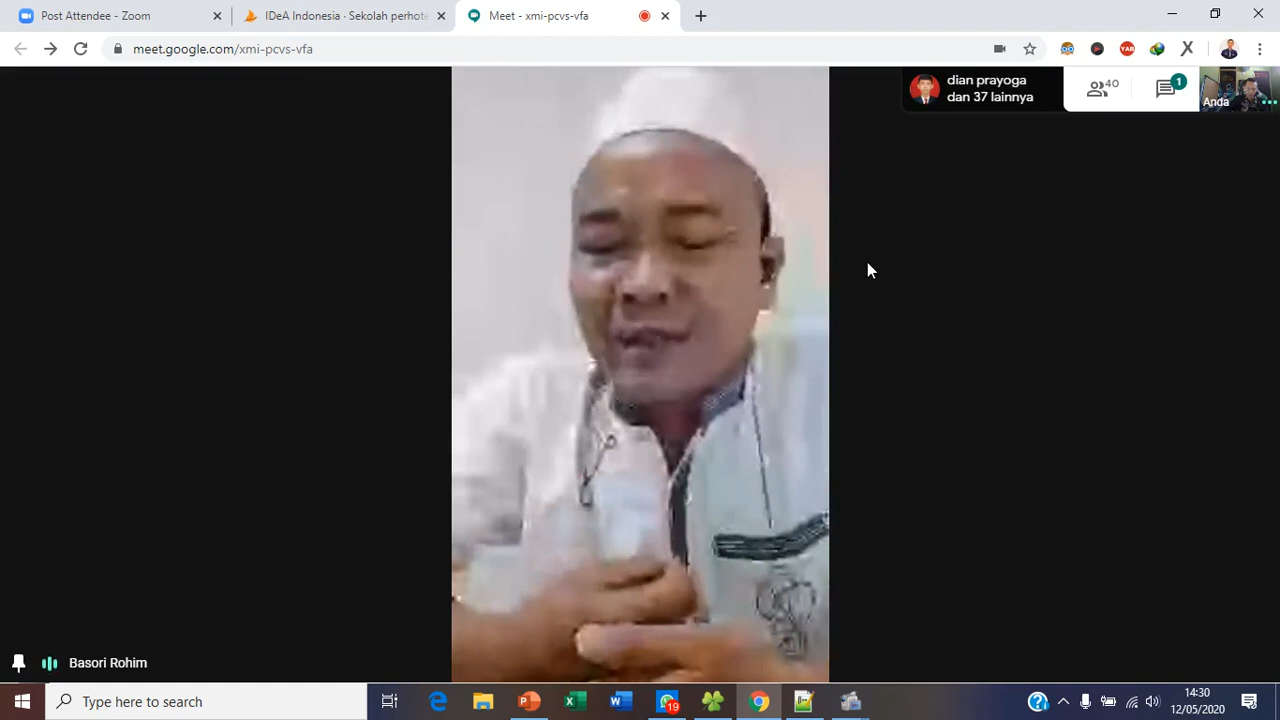 Post Attendee - Zoom
IDeA Indonesia · Sekolah perhote
Meet - xmi-pcvs-vfa
meet.google.com/xmi-pcvs-vfa
YAB
dian prayoga
dan 37 lainnya
40
1
Anda
Basori Rohim
Type here to search
19
14:30
12/05/2020